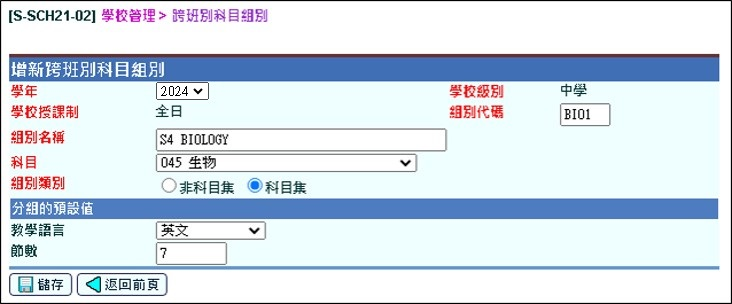 [S-SCH21-02] 學校管理 > 跨班別科目組別
增新跨班別科目組別
學年 2024 學校級別 中學
學校授課制 全日 組別代碼 BIO1
組別名稱 S4 BIOLOGY
科目 045 生物
組別類別 非科目集 科目集
分組的預設值
教學語言 英文
節數 7
儲存 返回前頁